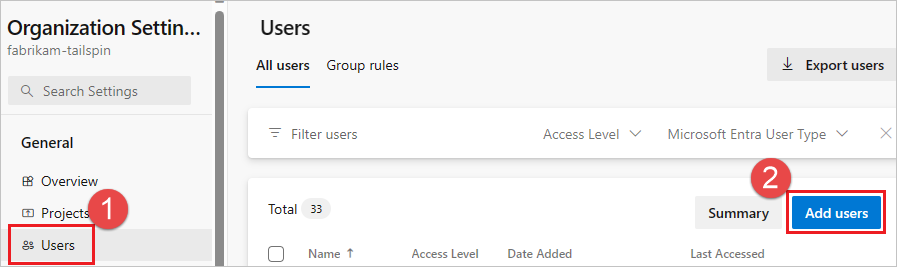 Organization Settin...
fabrikam-tailspin
Search Settings
General
Overview
Projects
1
Users
Users
All users Group rules
Export users
Filter users Access Level Microsoft Entra User Type
2
Total 33 Summary Add users
Name ↑ Access Level Date Added Last Accessed